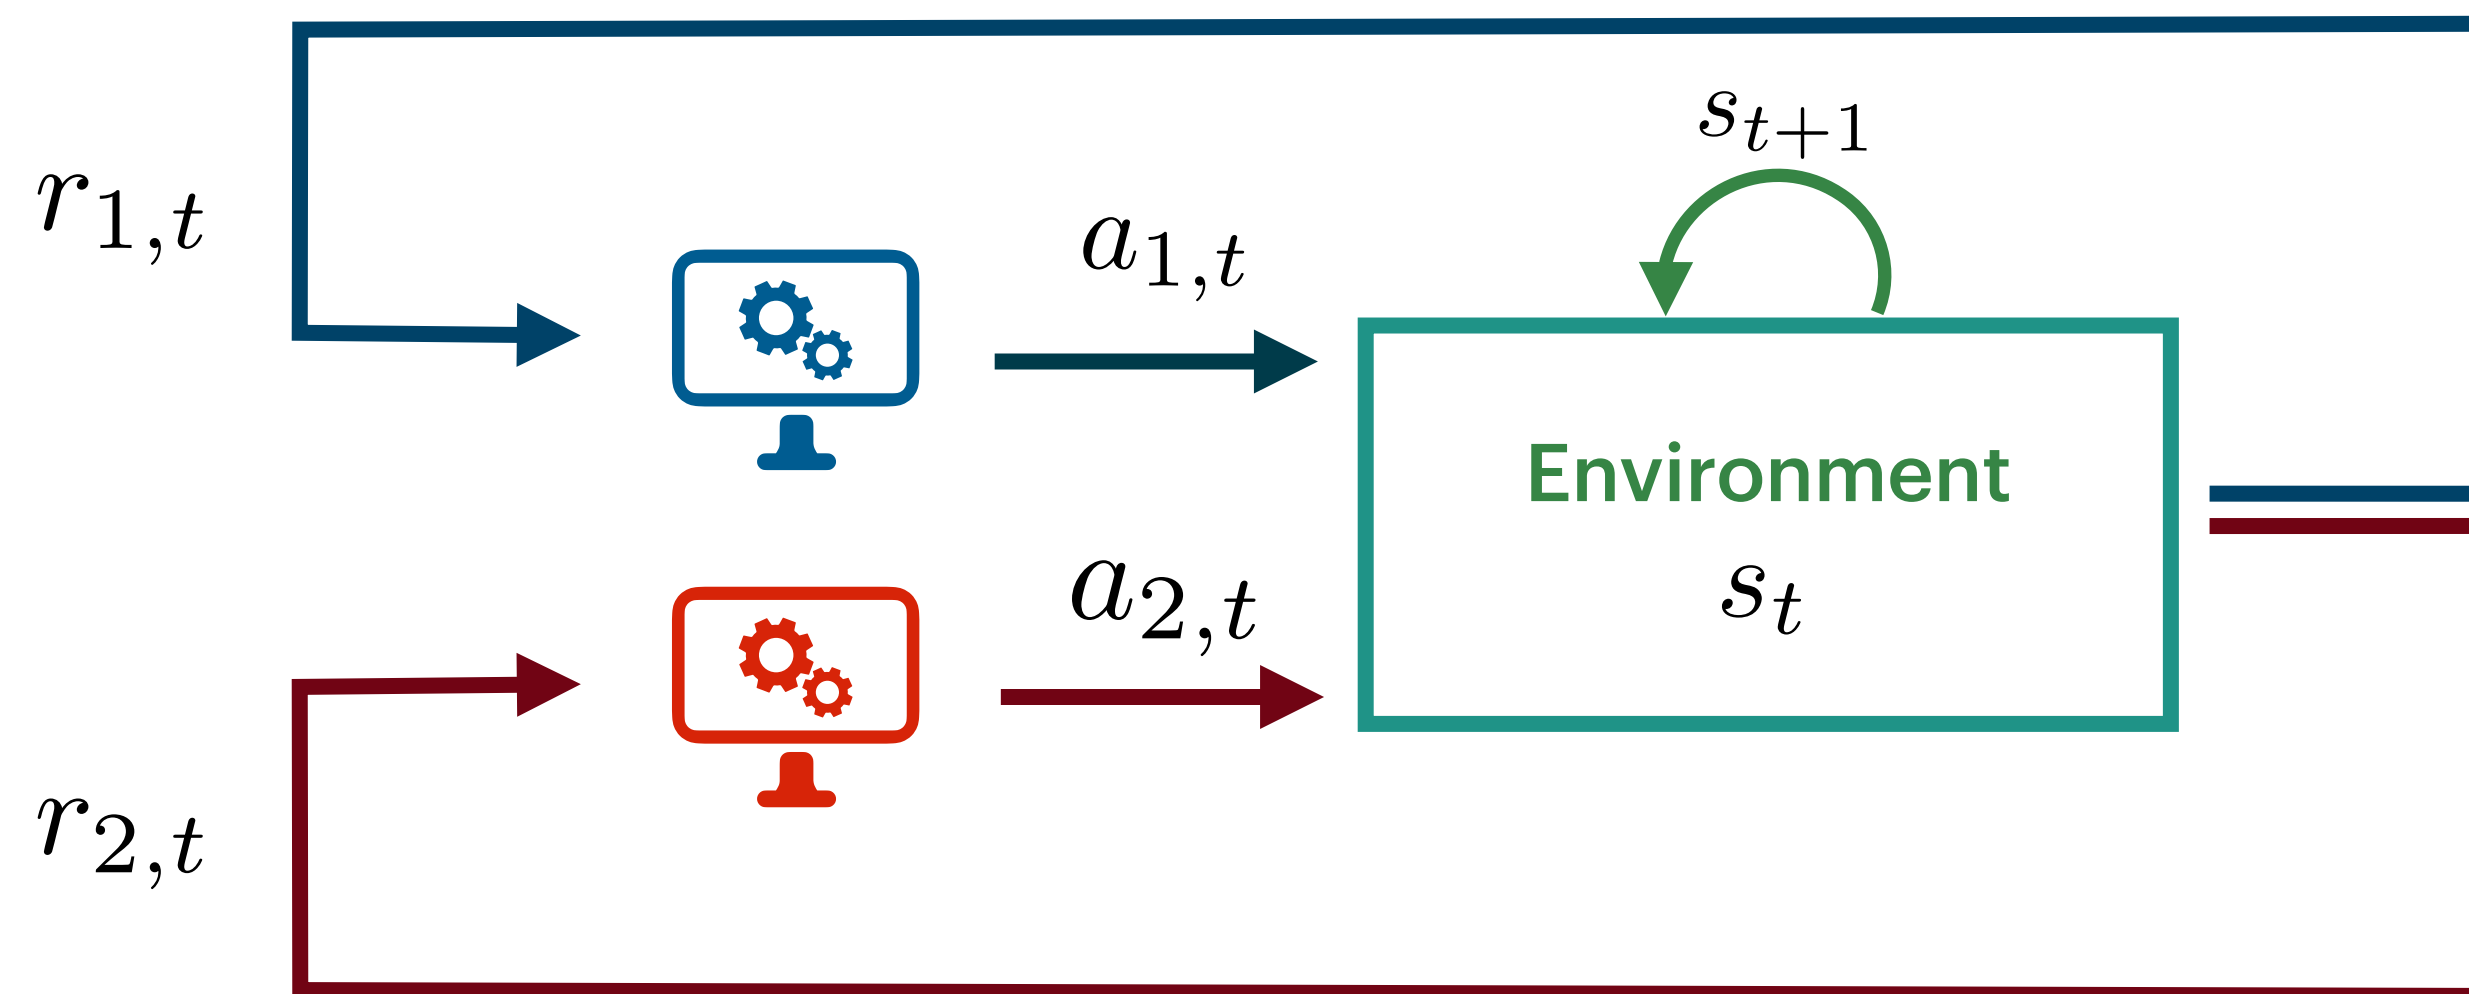 s_{t+1}
r_{1,t}
a_{1,t}
Environment
s_t
a_{2,t}
r_{2,t}